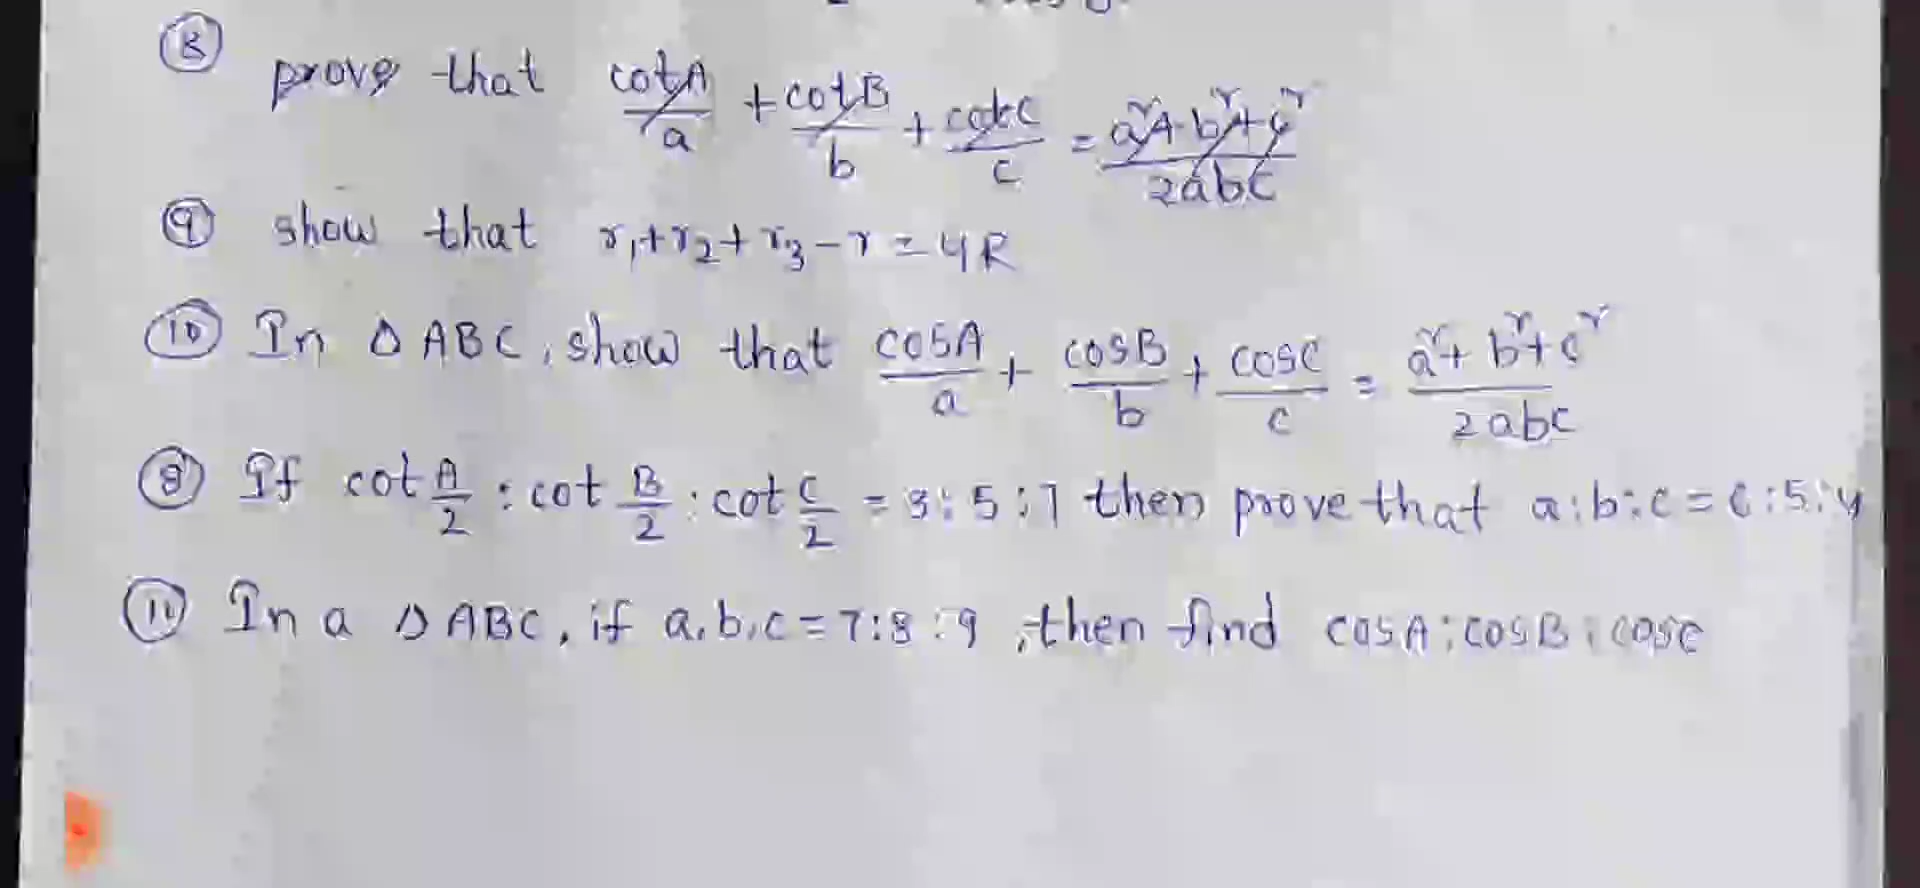 ⑧ prove that cotA/a + cotB/b + cotC/c = a²+b²+c²/2abc
⑨ show that r₁+r₂+r₃-r=4R
⑩ In Δ ABC, show that cosA/a + cosB/b + cosC/c = a²+b²+c²/2abc
⑧ If cot A/2 : cot B/2 : cot C/2 = 3:5:7 then prove that a:b:c=6:5:4
⑪ In a Δ ABC, if a,b,c=7:8:9, then find cosA:cosB:cosC